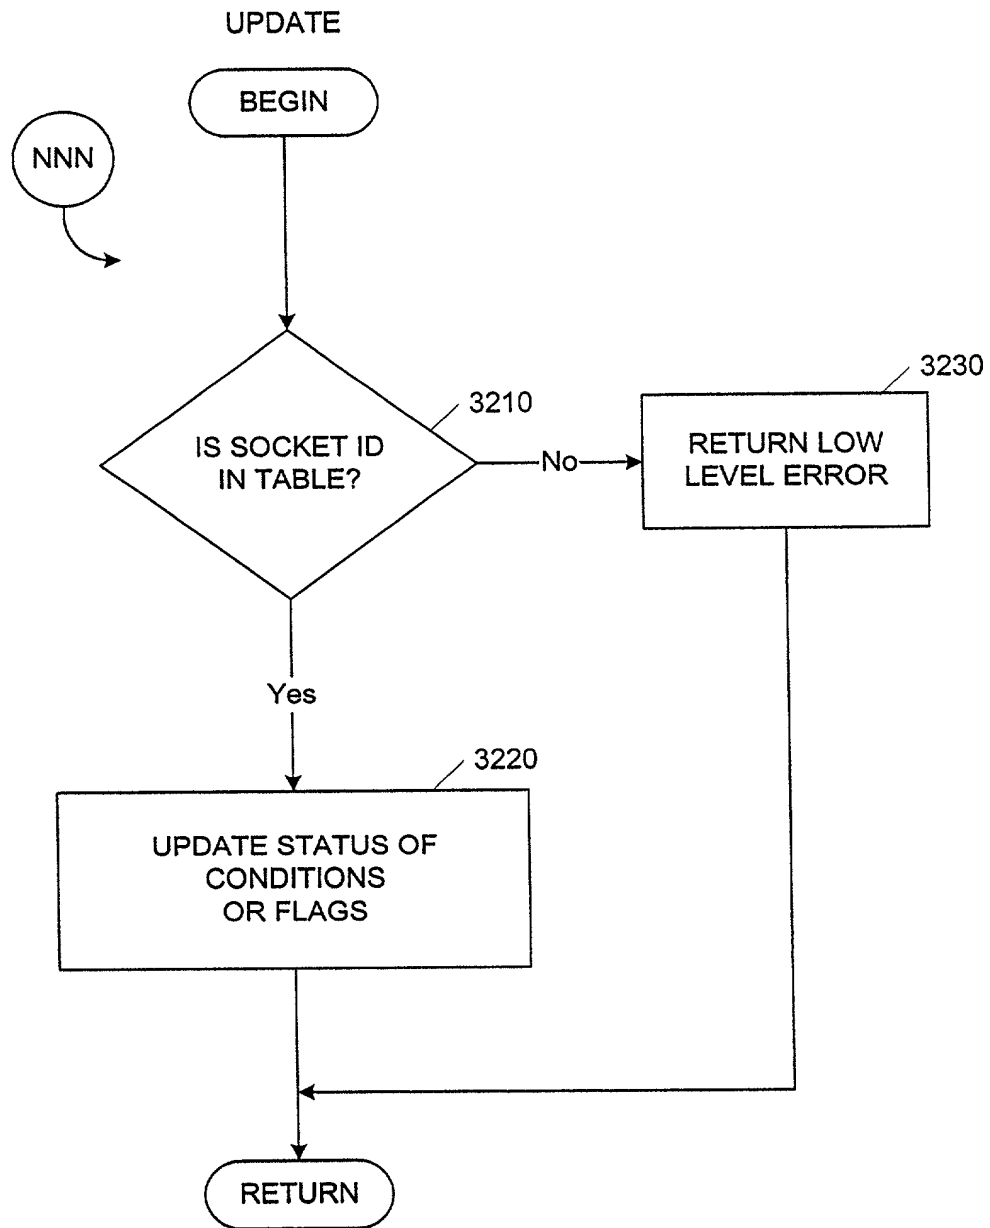 UPDATE
BEGIN
NNN
3210
IS SOCKET ID
IN TABLE?
No
3230
RETURN LOW
LEVEL ERROR
Yes
3220
UPDATE STATUS OF
CONDITIONS
OR FLAGS
RETURN